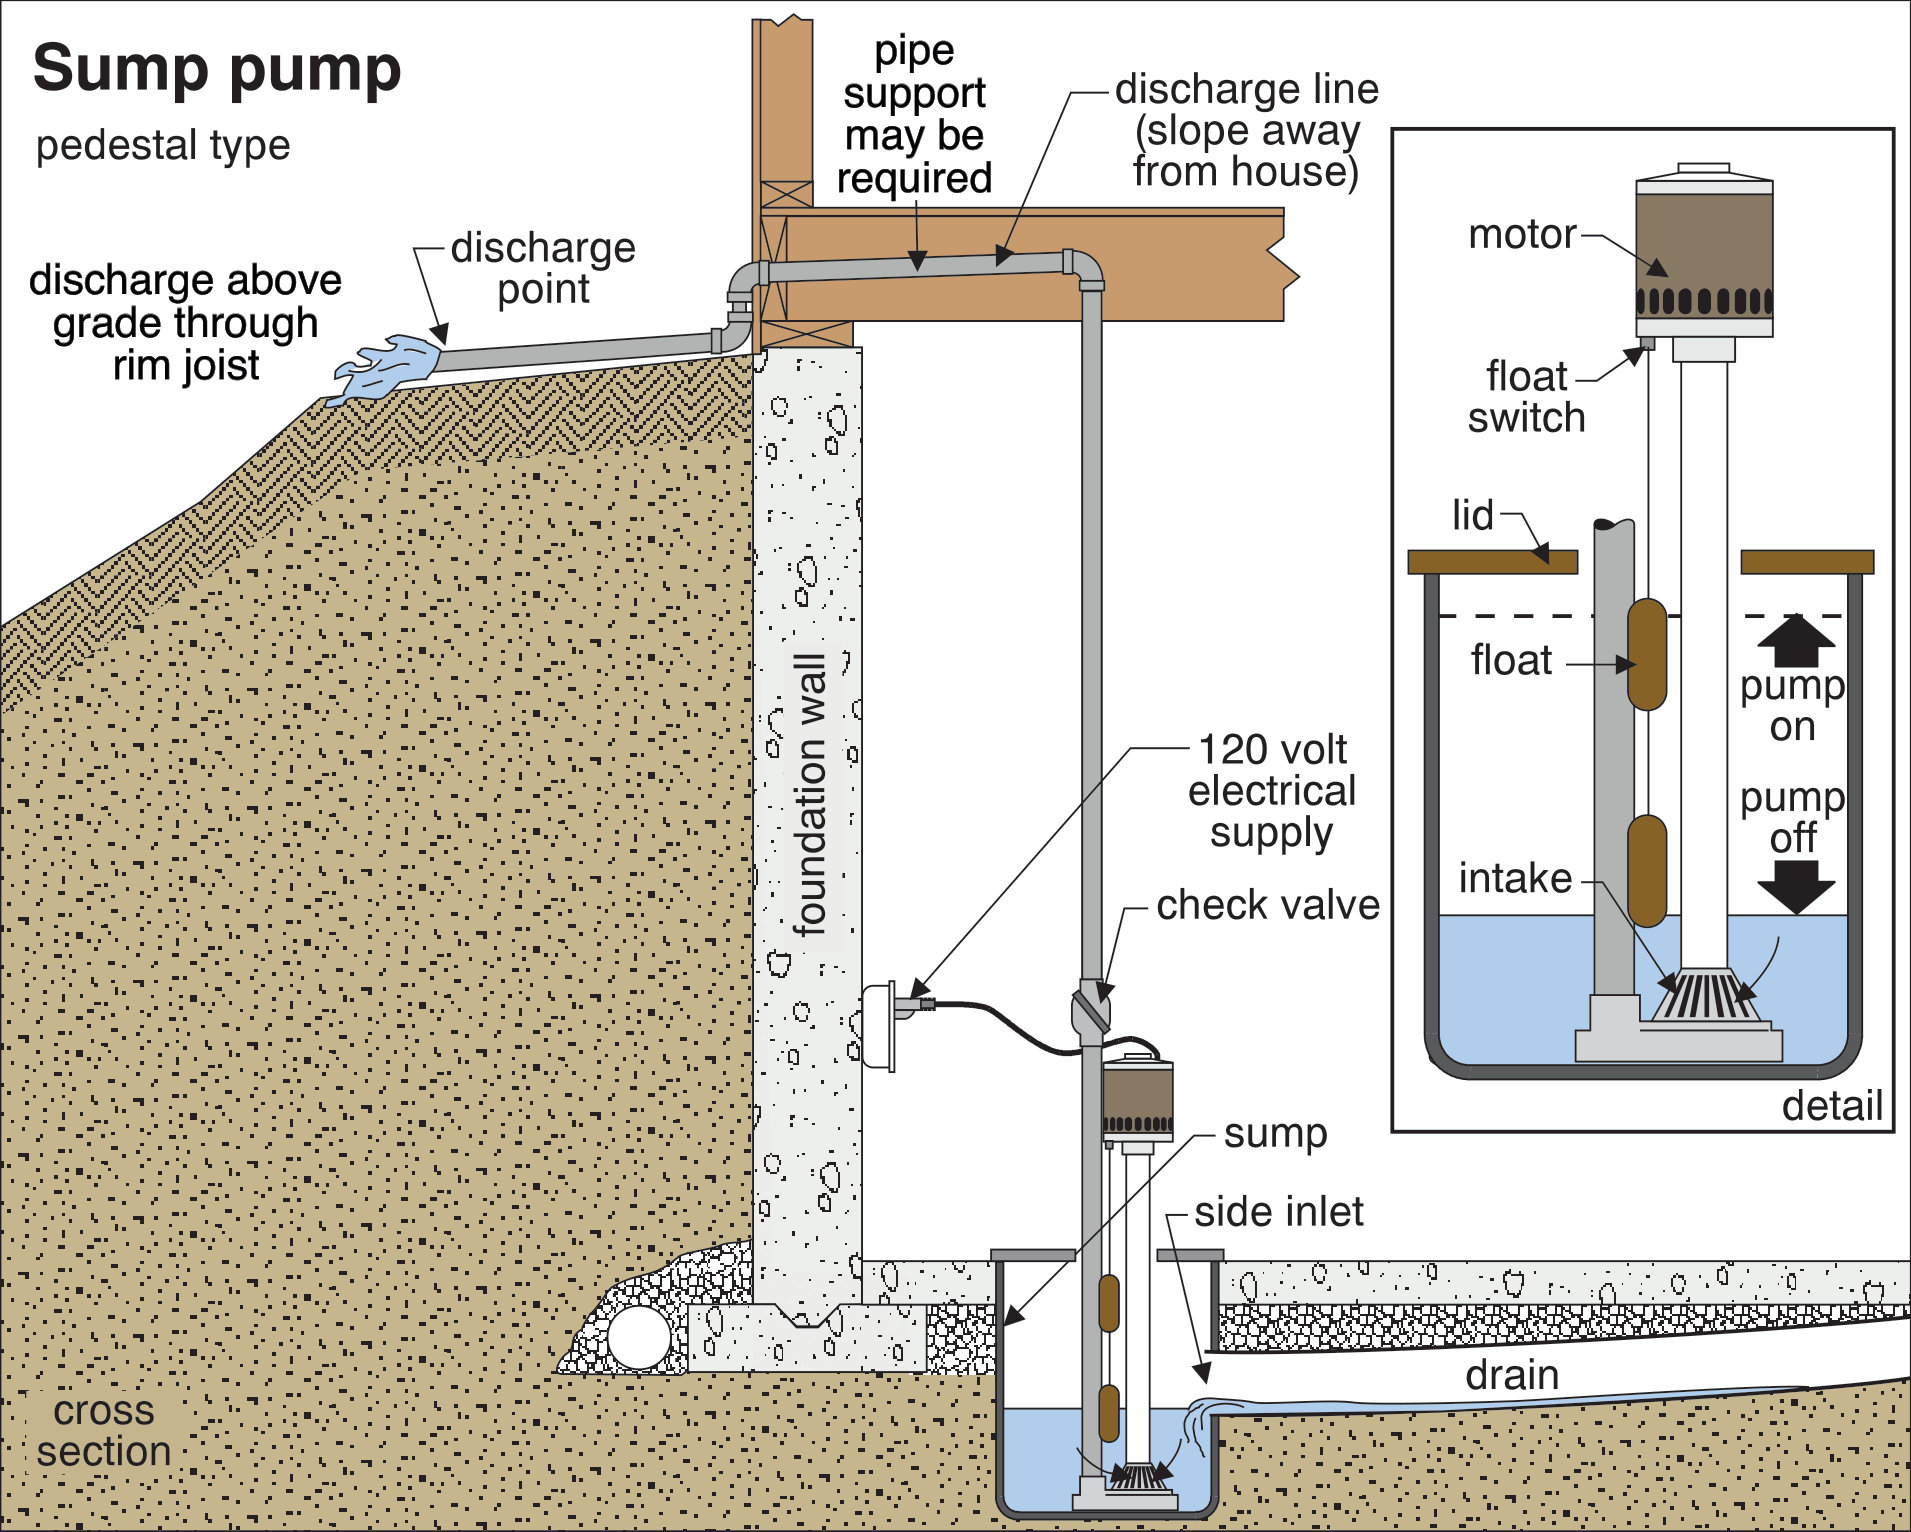 Sump pump
pedestal type
pipe
support
may be
required
discharge line
(slope away
from house)
discharge
point
discharge above
grade through
rim joist
foundation wall
120 volt
electrical
supply
check valve
sump
side inlet
drain
cross
section
motor
float
switch
lid
float
pump
on
pump
off
intake
detail